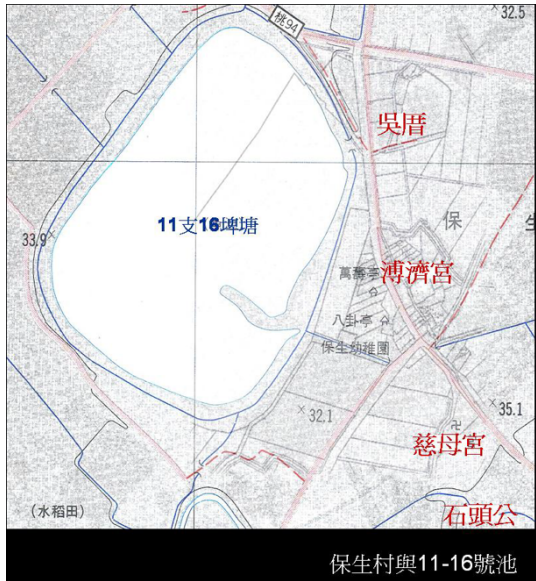 32.5
桃94
吳厝
11支16埤塘
保 生
33.9
萬壽亭
溥濟宮
八卦亭
保生幼稚園
32.1
35.1
卍
慈母宮
石頭公
(水稻田)
保生村與11-16號池